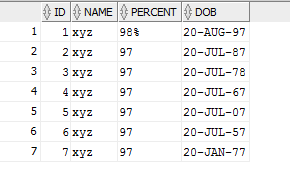 ID NAME PERCENT DOB
1 1 xyz 98% 20-AUG-97
2 2 xyz 97 20-JUL-87
3 3 xyz 97 20-JUL-78
4 4 xyz 97 20-JUL-67
5 5 xyz 97 20-JUL-07
6 6 xyz 97 20-JUL-57
7 7 xyz 97 20-JAN-77